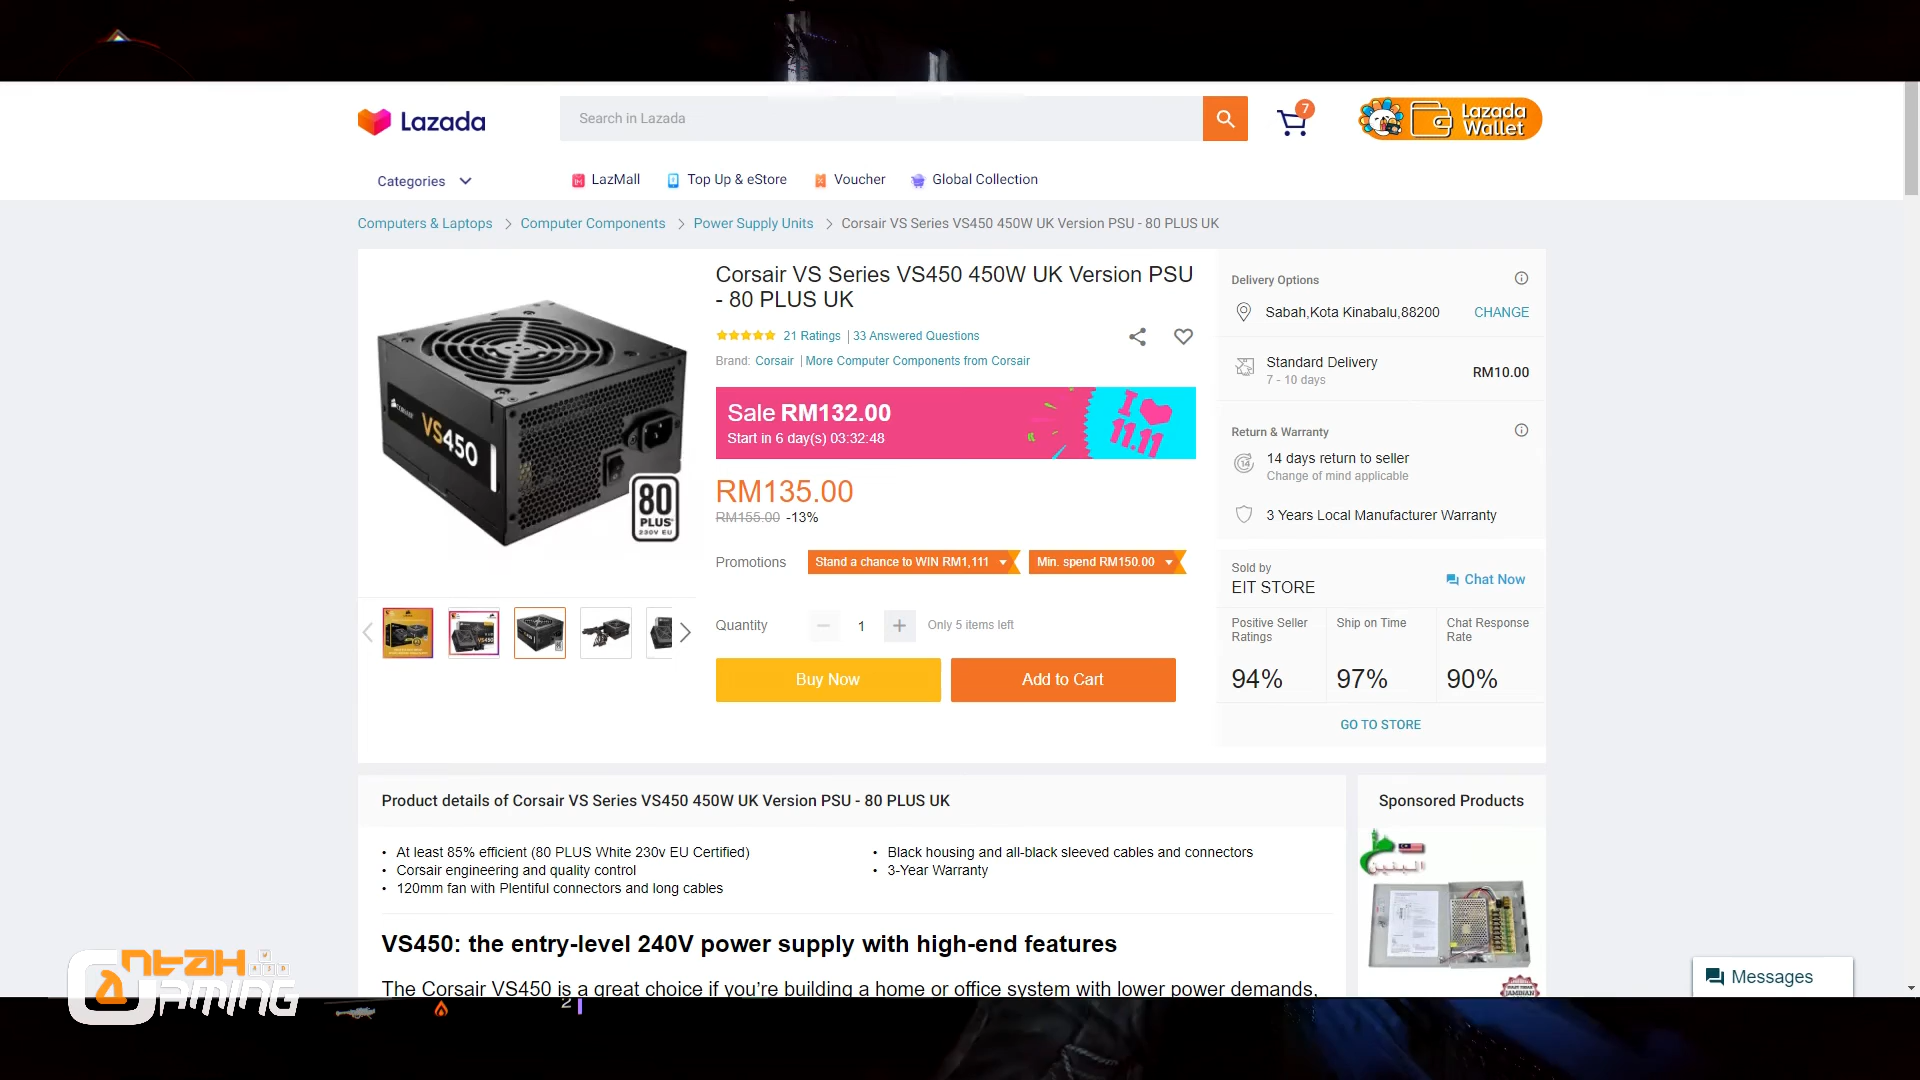 Lazada
Search in Lazada
7
Lazada
Wallet
Categories
LazMall
Top Up & eStore
Voucher
Global Collection
Computers & Laptops
Computer Components
Power Supply Units
Corsair VS Series VS450 450W UK Version PSU - 80 PLUS UK
CORSAIR
VS450
80
PLUS
230V EU
Corsair VS Series VS450 450W UK Version PSU
- 80 PLUS UK
21 Ratings | 33 Answered Questions
Brand: Corsair | More Computer Components from Corsair
Sale RM132.00
Start in 6 day(s) 03:32:48
I
11.11
RM135.00
RM155.00 -13%
Promotions
Stand a chance to WIN RM1,111
Min. spend RM150.00
Quantity
1
Only 5 items left
Buy Now
Add to Cart
Delivery Options
Sabah,Kota Kinabalu,88200
CHANGE
Standard Delivery
7 - 10 days
RM10.00
Return & Warranty
14
14 days return to seller
Change of mind applicable
3 Years Local Manufacturer Warranty
Sold by
EIT STORE
Chat Now
Positive Seller
Ratings
94%
Ship on Time
97%
Chat Response
Rate
90%
GO TO STORE
Product details of Corsair VS Series VS450 450W UK Version PSU - 80 PLUS UK
• At least 85% efficient (80 PLUS White 230v EU Certified)
• Corsair engineering and quality control
• 120mm fan with Plentiful connectors and long cables
• Black housing and all-black sleeved cables and connectors
• 3-Year Warranty
VS450: the entry-level 240V power supply with high-end features
The Corsair VS450 is a great choice if you’re building a home or office system with lower power demands,
Sponsored Products
JAMINAN
Messages
ANTAH
W
A S D
GAMING
2